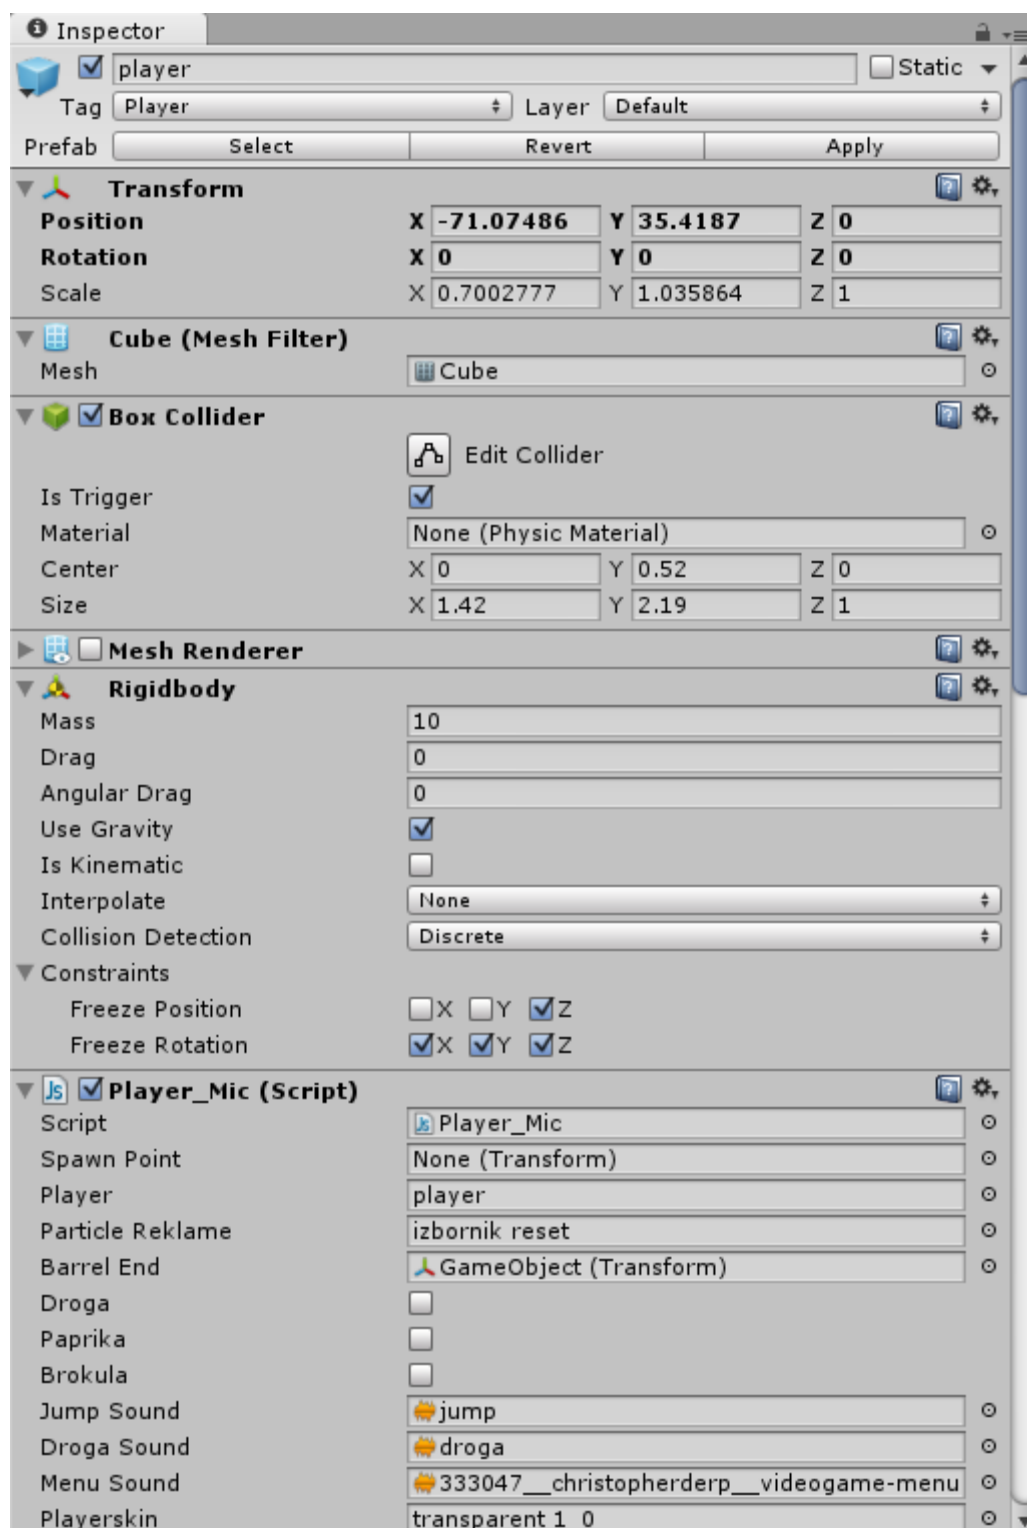 Inspector
player Static
Tag Player Layer Default
Prefab Select Revert Apply
Transform
Position X -71.07486 Y 35.4187 Z 0
Rotation X 0 Y 0 Z 0
Scale X 0.7002777 Y 1.035864 Z 1
Cube (Mesh Filter)
Mesh Cube
Box Collider
Edit Collider
Is Trigger
Material None (Physic Material)
Center X 0 Y 0.52 Z 0
Size X 1.42 Y 2.19 Z 1
Mesh Renderer
Rigidbody
Mass 10
Drag 0
Angular Drag 0
Use Gravity
Is Kinematic
Interpolate None
Collision Detection Discrete
Constraints
Freeze Position X Y Z
Freeze Rotation X Y Z
Js Player_Mic (Script)
Script Player_Mic
Spawn Point None (Transform)
Player player
Particle Reklame izbornik reset
Barrel End GameObject (Transform)
Droga
Paprika
Brokula
Jump Sound jump
Droga Sound droga
Menu Sound 333047__christopherderp__videogame-menu
Playerskin transparent 1_0